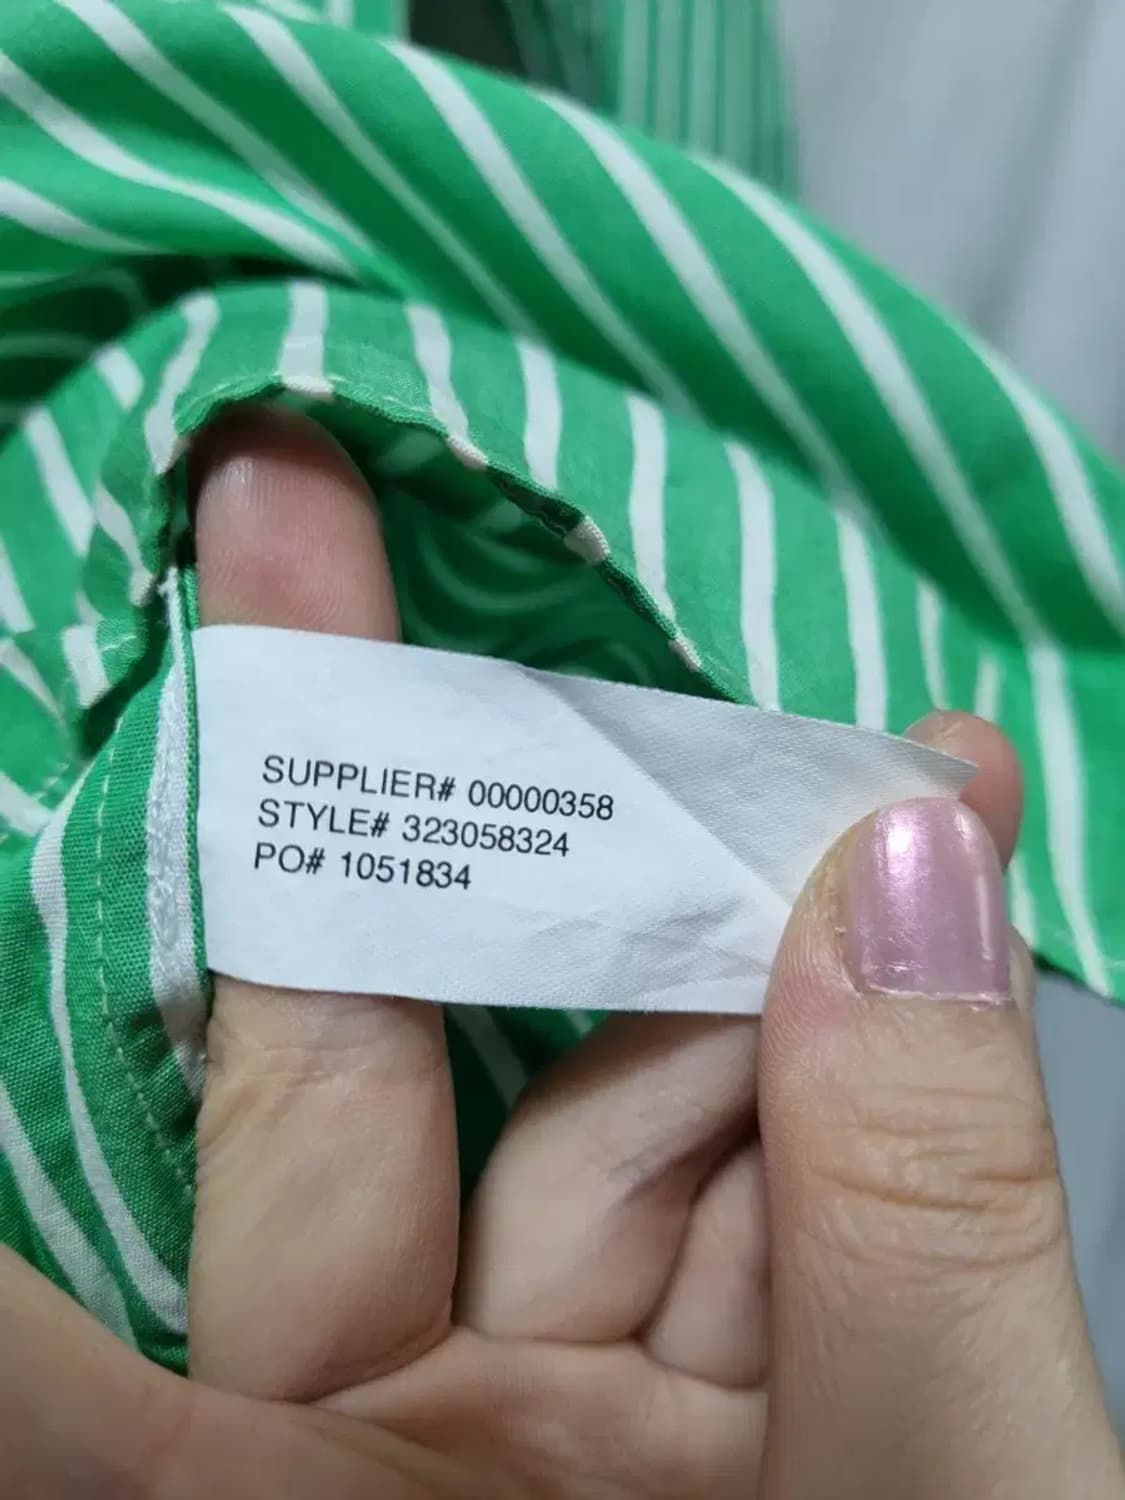 SUPPLIER# 00000358
STYLE# 323058324
PO# 1051834